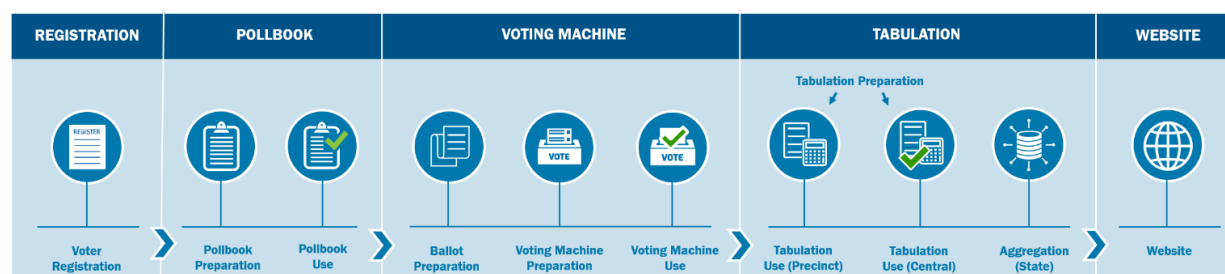 REGISTRATION
POLLBOOK
VOTING MACHINE
TABULATION
WEBSITE
Tabulation Preparation
REGISTER
VOTE
VOTE
Voter
Registration
Pollbook
Preparation
Pollbook
Use
Ballot
Preparation
Voting Machine
Preparation
Voting Machine
Use
Tabulation
Use (Precinct)
Tabulation
Use (Central)
Aggregation
(State)
Website